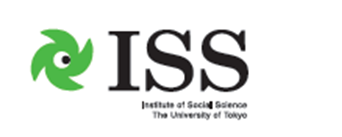 ISS
Institute of Social Science
The University of Tokyo